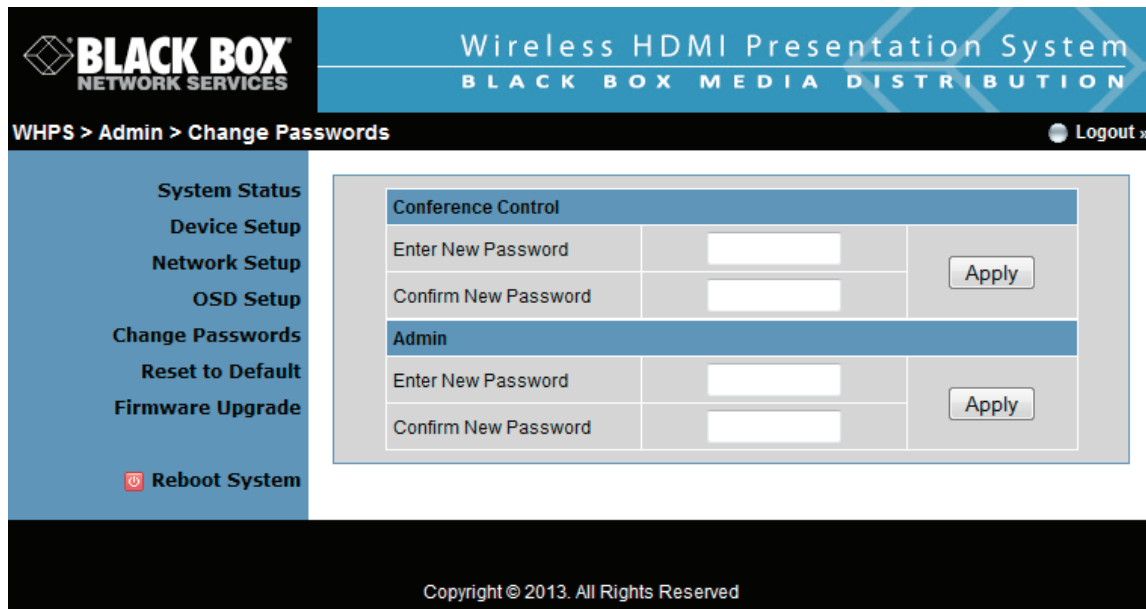 BLACK BOX
NETWORK SERVICES
Wireless HDMI Presentation System
BLACK BOX MEDIA DISTRIBUTION
WHPS > Admin > Change Passwords
Logout »
System Status
Device Setup
Network Setup
OSD Setup
Change Passwords
Reset to Default
Firmware Upgrade
Reboot System
Conference Control
Enter New Password
Confirm New Password
Apply
Admin
Enter New Password
Confirm New Password
Apply
Copyright © 2013. All Rights Reserved